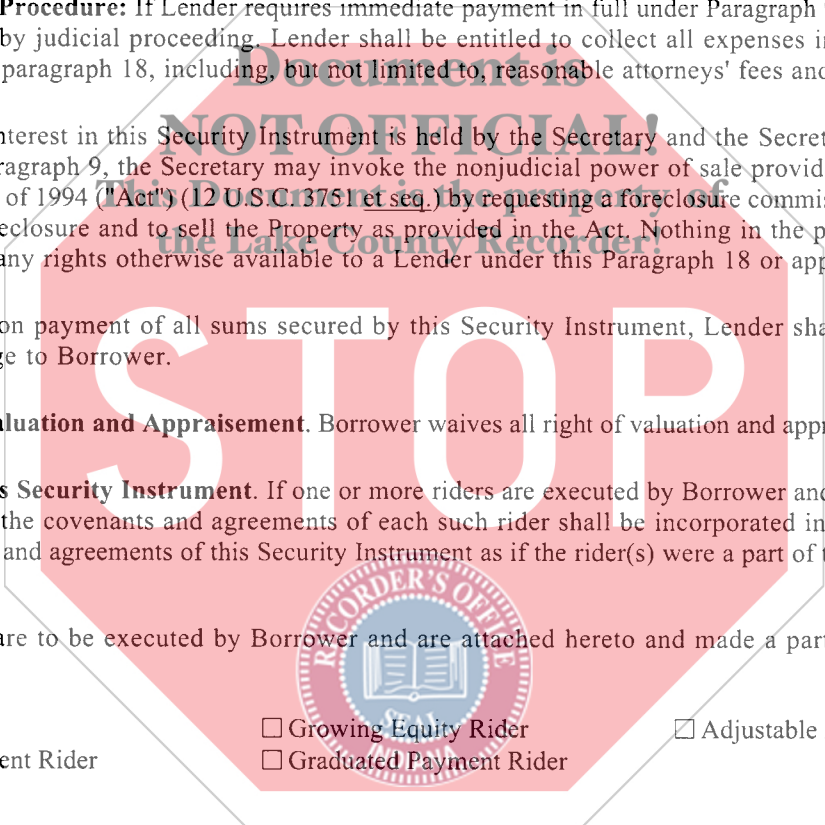 Procedure: If Lender requires immediate payment in full under Paragraph
by judicial proceeding. Lender shall be entitled to collect all expenses
paragraph 18, including, but not limited to, reasonable attorneys' fees and
Document is
nterest in this Security Instrument is held by the Secretary and the Secret
NOT OFFICIAL!
ragraph 9, the Secretary may invoke the nonjudicial power of sale provid
of 1994 ("Act") (12 U.S.C. 3751 et seq.) by requesting a foreclosure commis
This Document is the property of
eclosure and to sell the Property as provided in the Act. Nothing in the p
the Lake County Recorder!
any rights otherwise available to a Lender under this Paragraph 18 or app
on payment of all sums secured by this Security Instrument, Lender sha
ge to Borrower.
STOP
aluation and Appraisement. Borrower waives all right of valuation and appr
s Security Instrument. If one or more riders are executed by Borrower and
the covenants and agreements of each such rider shall be incorporated in
and agreements of this Security Instrument as if the rider(s) were a part of
RECORDER'S OFFICE
are to be executed by Borrower and are attached hereto and made a part
SEAL
INDIANA
☐ Growing Equity Rider ☐ Adjustable
ent Rider ☐ Graduated Payment Rider